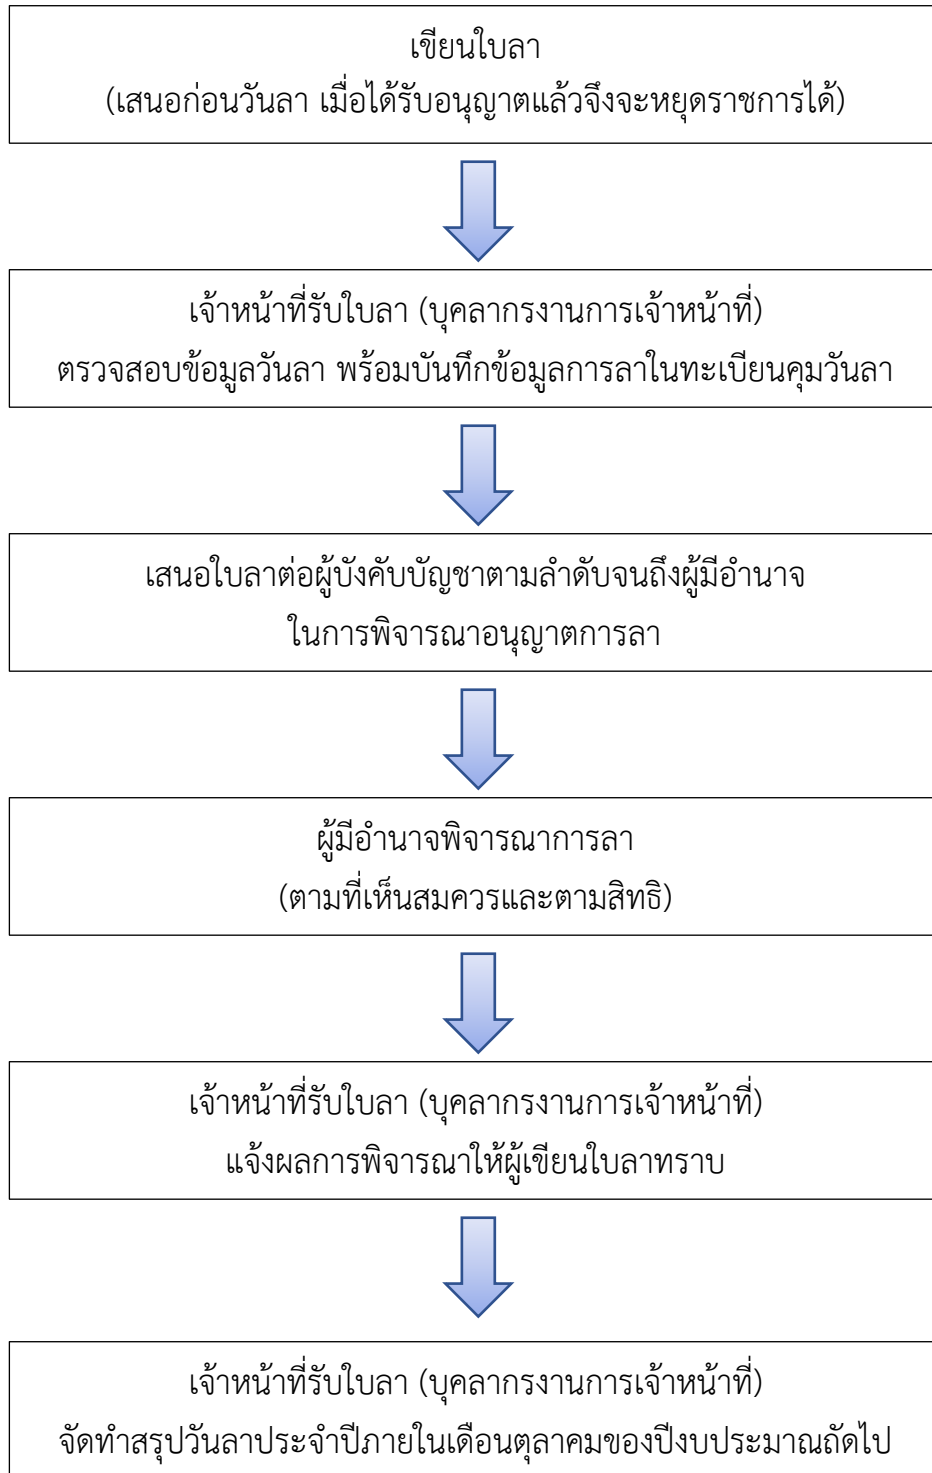 เขียนใบลา
(เสนอก่อนวันลา เมื่อได้รับอนุญาตแล้วจึงจะหยุดราชการได้)
เจ้าหน้าที่รับใบลา (บุคลากรงานการเจ้าหน้าที่)
ตรวจสอบข้อมูลวันลา พร้อมบันทึกข้อมูลการลาในทะเบียนคุมวันลา
เสนอใบลาต่อผู้บังคับบัญชาตามลำดับจนถึงผู้มีอำนาจ
ในการพิจารณาอนุญาตการลา
ผู้มีอำนาจพิจารณาการลา
(ตามที่เห็นสมควรและตามสิทธิ)
เจ้าหน้าที่รับใบลา (บุคลากรงานการเจ้าหน้าที่)
แจ้งผลการพิจารณาให้ผู้เขียนใบลาทราบ
เจ้าหน้าที่รับใบลา (บุคลากรงานการเจ้าหน้าที่)
จัดทำสรุปวันลาประจำปีภายในเดือนตุลาคมของปีงบประมาณถัดไป